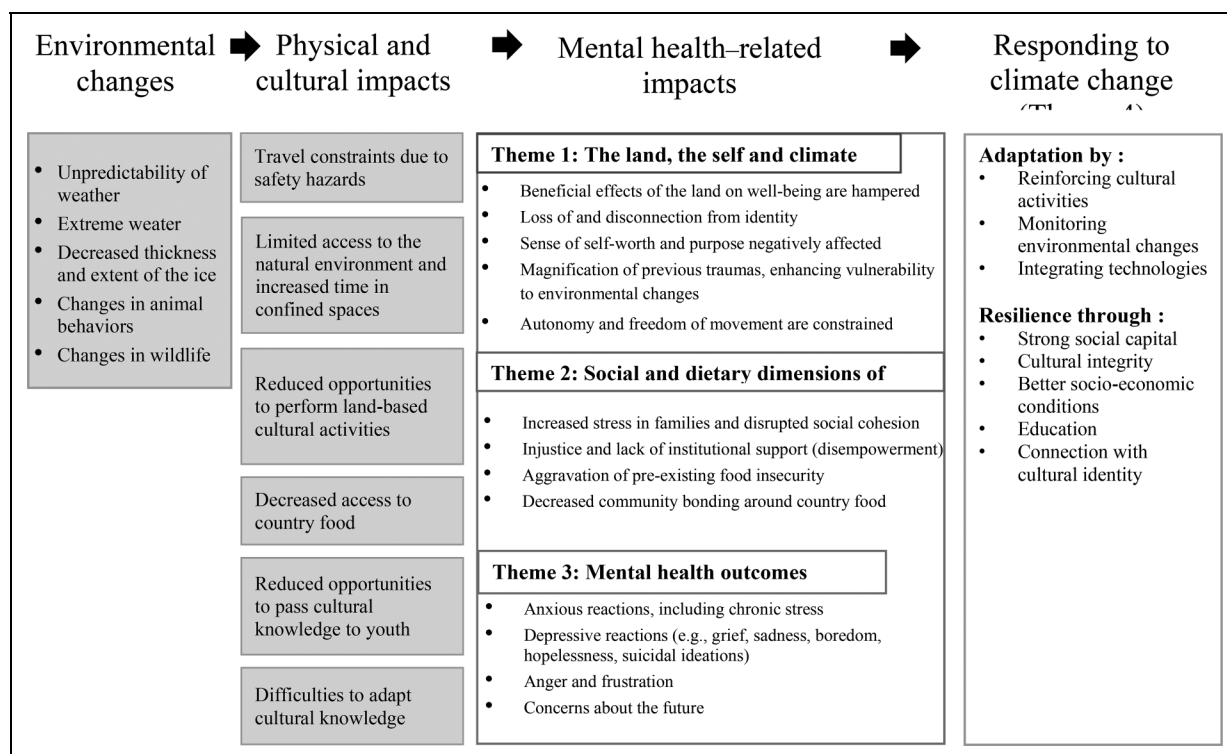 Environmental
changes
Physical and
cultural impacts
Mental health–related
impacts
Responding to
climate change
Unpredictability of
weather
Extreme weater
Decreased thickness
and extent of the ice
Changes in animal
behaviors
Changes in wildlife
Travel constraints due to
safety hazards
Limited access to the
natural environment and
increased time in
confined spaces
Reduced opportunities
to perform land-based
cultural activities
Decreased access to
country food
Reduced opportunities
to pass cultural
knowledge to youth
Difficulties to adapt
cultural knowledge
Theme 1: The land, the self and climate
Beneficial effects of the land on well-being are hampered
Loss of and disconnection from identity
Sense of self-worth and purpose negatively affected
Magnification of previous traumas, enhancing vulnerability
to environmental changes
Autonomy and freedom of movement are constrained
Theme 2: Social and dietary dimensions of
Increased stress in families and disrupted social cohesion
Injustice and lack of institutional support (disempowerment)
Aggravation of pre-existing food insecurity
Decreased community bonding around country food
Theme 3: Mental health outcomes
Anxious reactions, including chronic stress
Depressive reactions (e.g., grief, sadness, boredom,
hopelessness, suicidal ideations)
Anger and frustration
Concerns about the future
Adaptation by :
Reinforcing cultural
activities
Monitoring
environmental changes
Integrating technologies
Resilience through :
Strong social capital
Cultural integrity
Better socio-economic
conditions
Education
Connection with
cultural identity